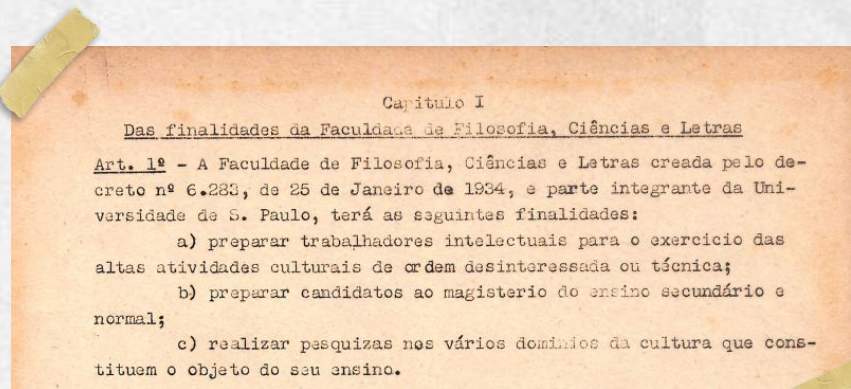 Capitulo I
Das finalidades da Faculdade de Filosofia, Ciências e Letras
Art. 1º - A Faculdade de Filosofia, Ciências e Letras creada pelo de-
creto nº 6.283, de 25 de Janeiro de 1934, e parte integrante da Uni-
versidade de S. Paulo, terá as seguintes finalidades:
a) preparar trabalhadores intelectuais para o exercicio das
altas atividades culturais de ordem desinteressada ou técnica;
b) preparar candidatos ao magisterio do ensino secundário e
normal;
c) realizar pesquizas nos vários dominios da cultura que cons-
tituem o objeto do seu ensino.